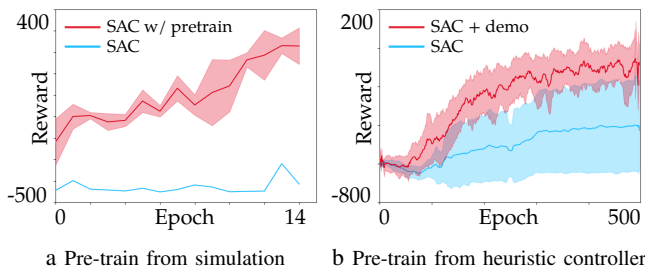 400
SAC w/ pretrain
SAC
Reward
-500
0
Epoch
14
a Pre-train from simulation
200
SAC + demo
SAC
Reward
-800
0
Epoch
500
b Pre-train from heuristic controller